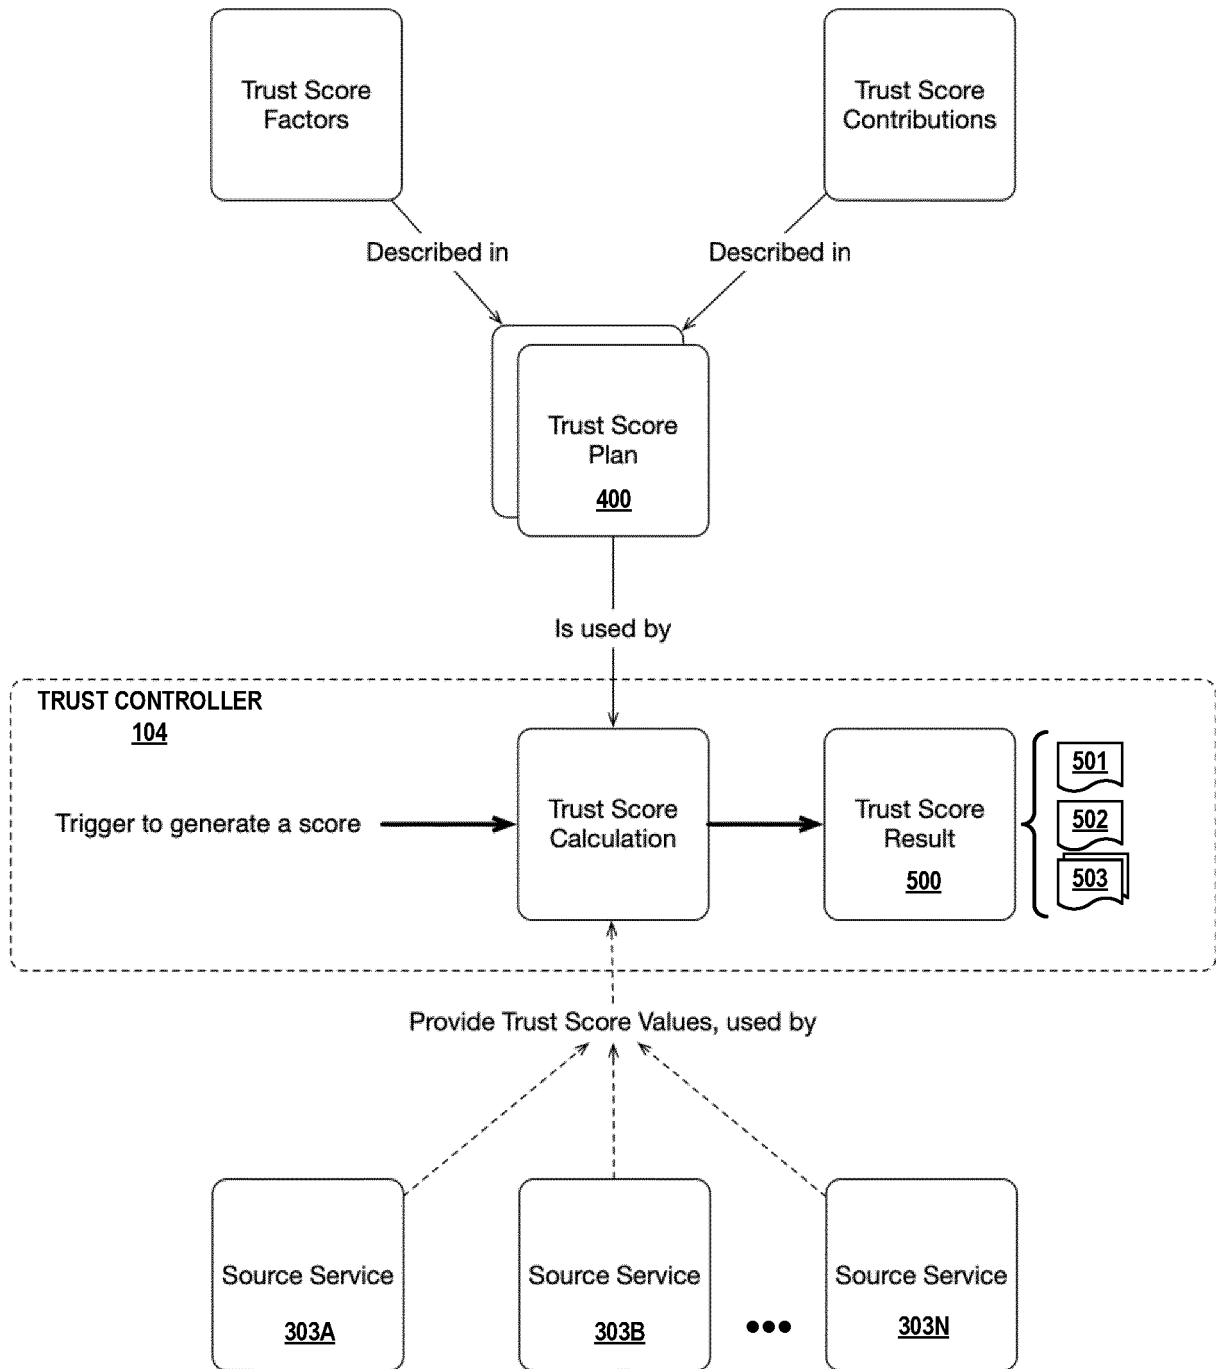 Trust Score
Factors
Trust Score
Contributions
Described in
Described in
Trust Score
Plan
400
Is used by
TRUST CONTROLLER
104
Trigger to generate a score
Trust Score
Calculation
Trust Score
Result
500
501
502
503
Provide Trust Score Values, used by
Source Service
303A
Source Service
303B
•••
Source Service
303N